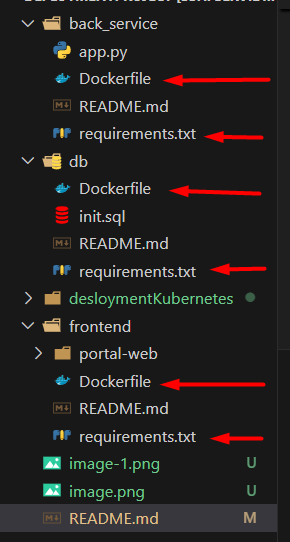 back_service
app.py
Dockerfile
README.md
requirements.txt
db
Dockerfile
init.sql
README.md
requirements.txt
desloymentKubernetes
frontend
portal-web
Dockerfile
README.md
requirements.txt
image-1.png U
image.png U
README.md M